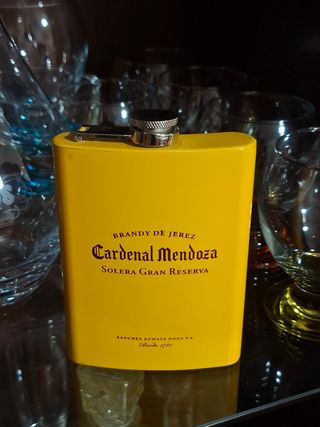 BRANDY DE JEREZ
Cardenal Mendoza
SOLERA GRAN RESERVA
SÁNCHEZ ROMATE HNOS S.A.
Desde 1781